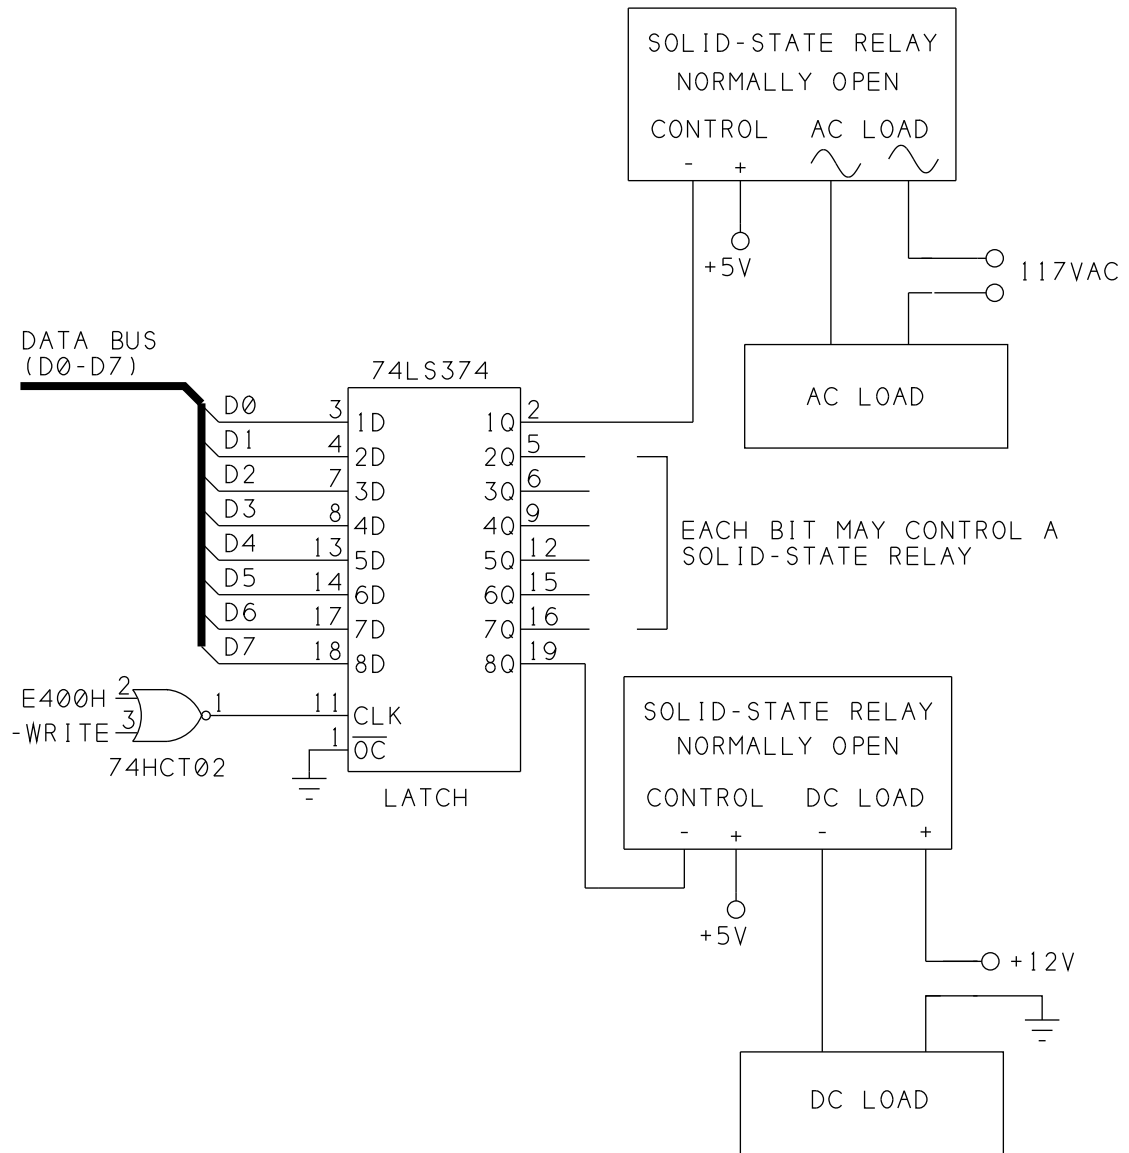 SOLID-STATE RELAY
NORMALLY OPEN
CONTROL AC LOAD
- +
+5V
117VAC
AC LOAD
DATA BUS
(D0-D7)
74LS374
D0 3 1D 1Q 2
D1 4 2D 2Q 5
D2 7 3D 3Q 6
D3 8 4D 4Q 9
D4 13 5D 5Q 12
D5 14 6D 6Q 15
D6 17 7D 7Q 16
D7 18 8D 8Q 19
EACH BIT MAY CONTROL A
SOLID-STATE RELAY
E400H 2 1 11 CLK
-WRITE 3 1 OC
74HCT02
LATCH
SOLID-STATE RELAY
NORMALLY OPEN
CONTROL DC LOAD
- + - +
+5V
+12V
DC LOAD